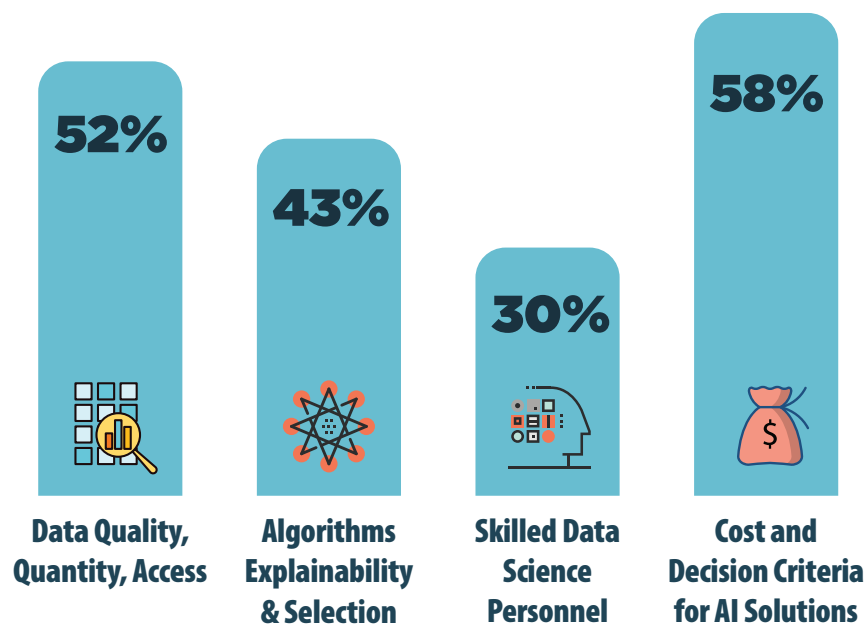 52%
43%
30%
58%
$
Data Quality,
Quantity, Access
Algorithms
Explainability
& Selection
Skilled Data
Science
Personnel
Cost and
Decision Criteria
for AI Solutions